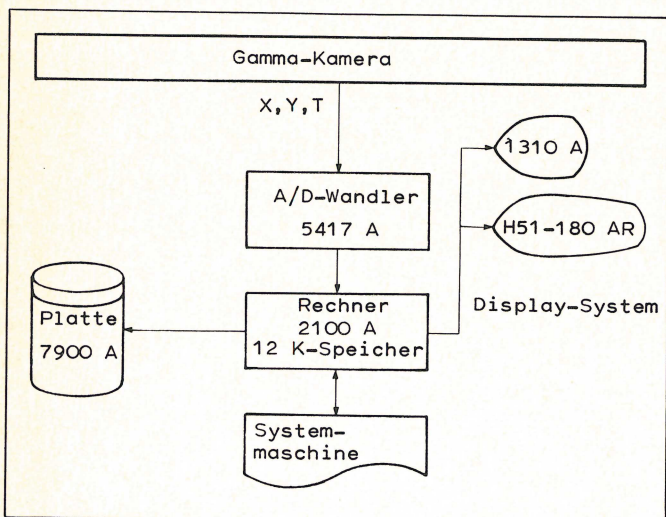 Gamma-Kamera
X,Y,T
1310 A
A/D-Wandler
5417 A
H51-180 AR
Platte
7900 A
Rechner
2100 A
12 K-Speicher
Display-System
System-
maschine